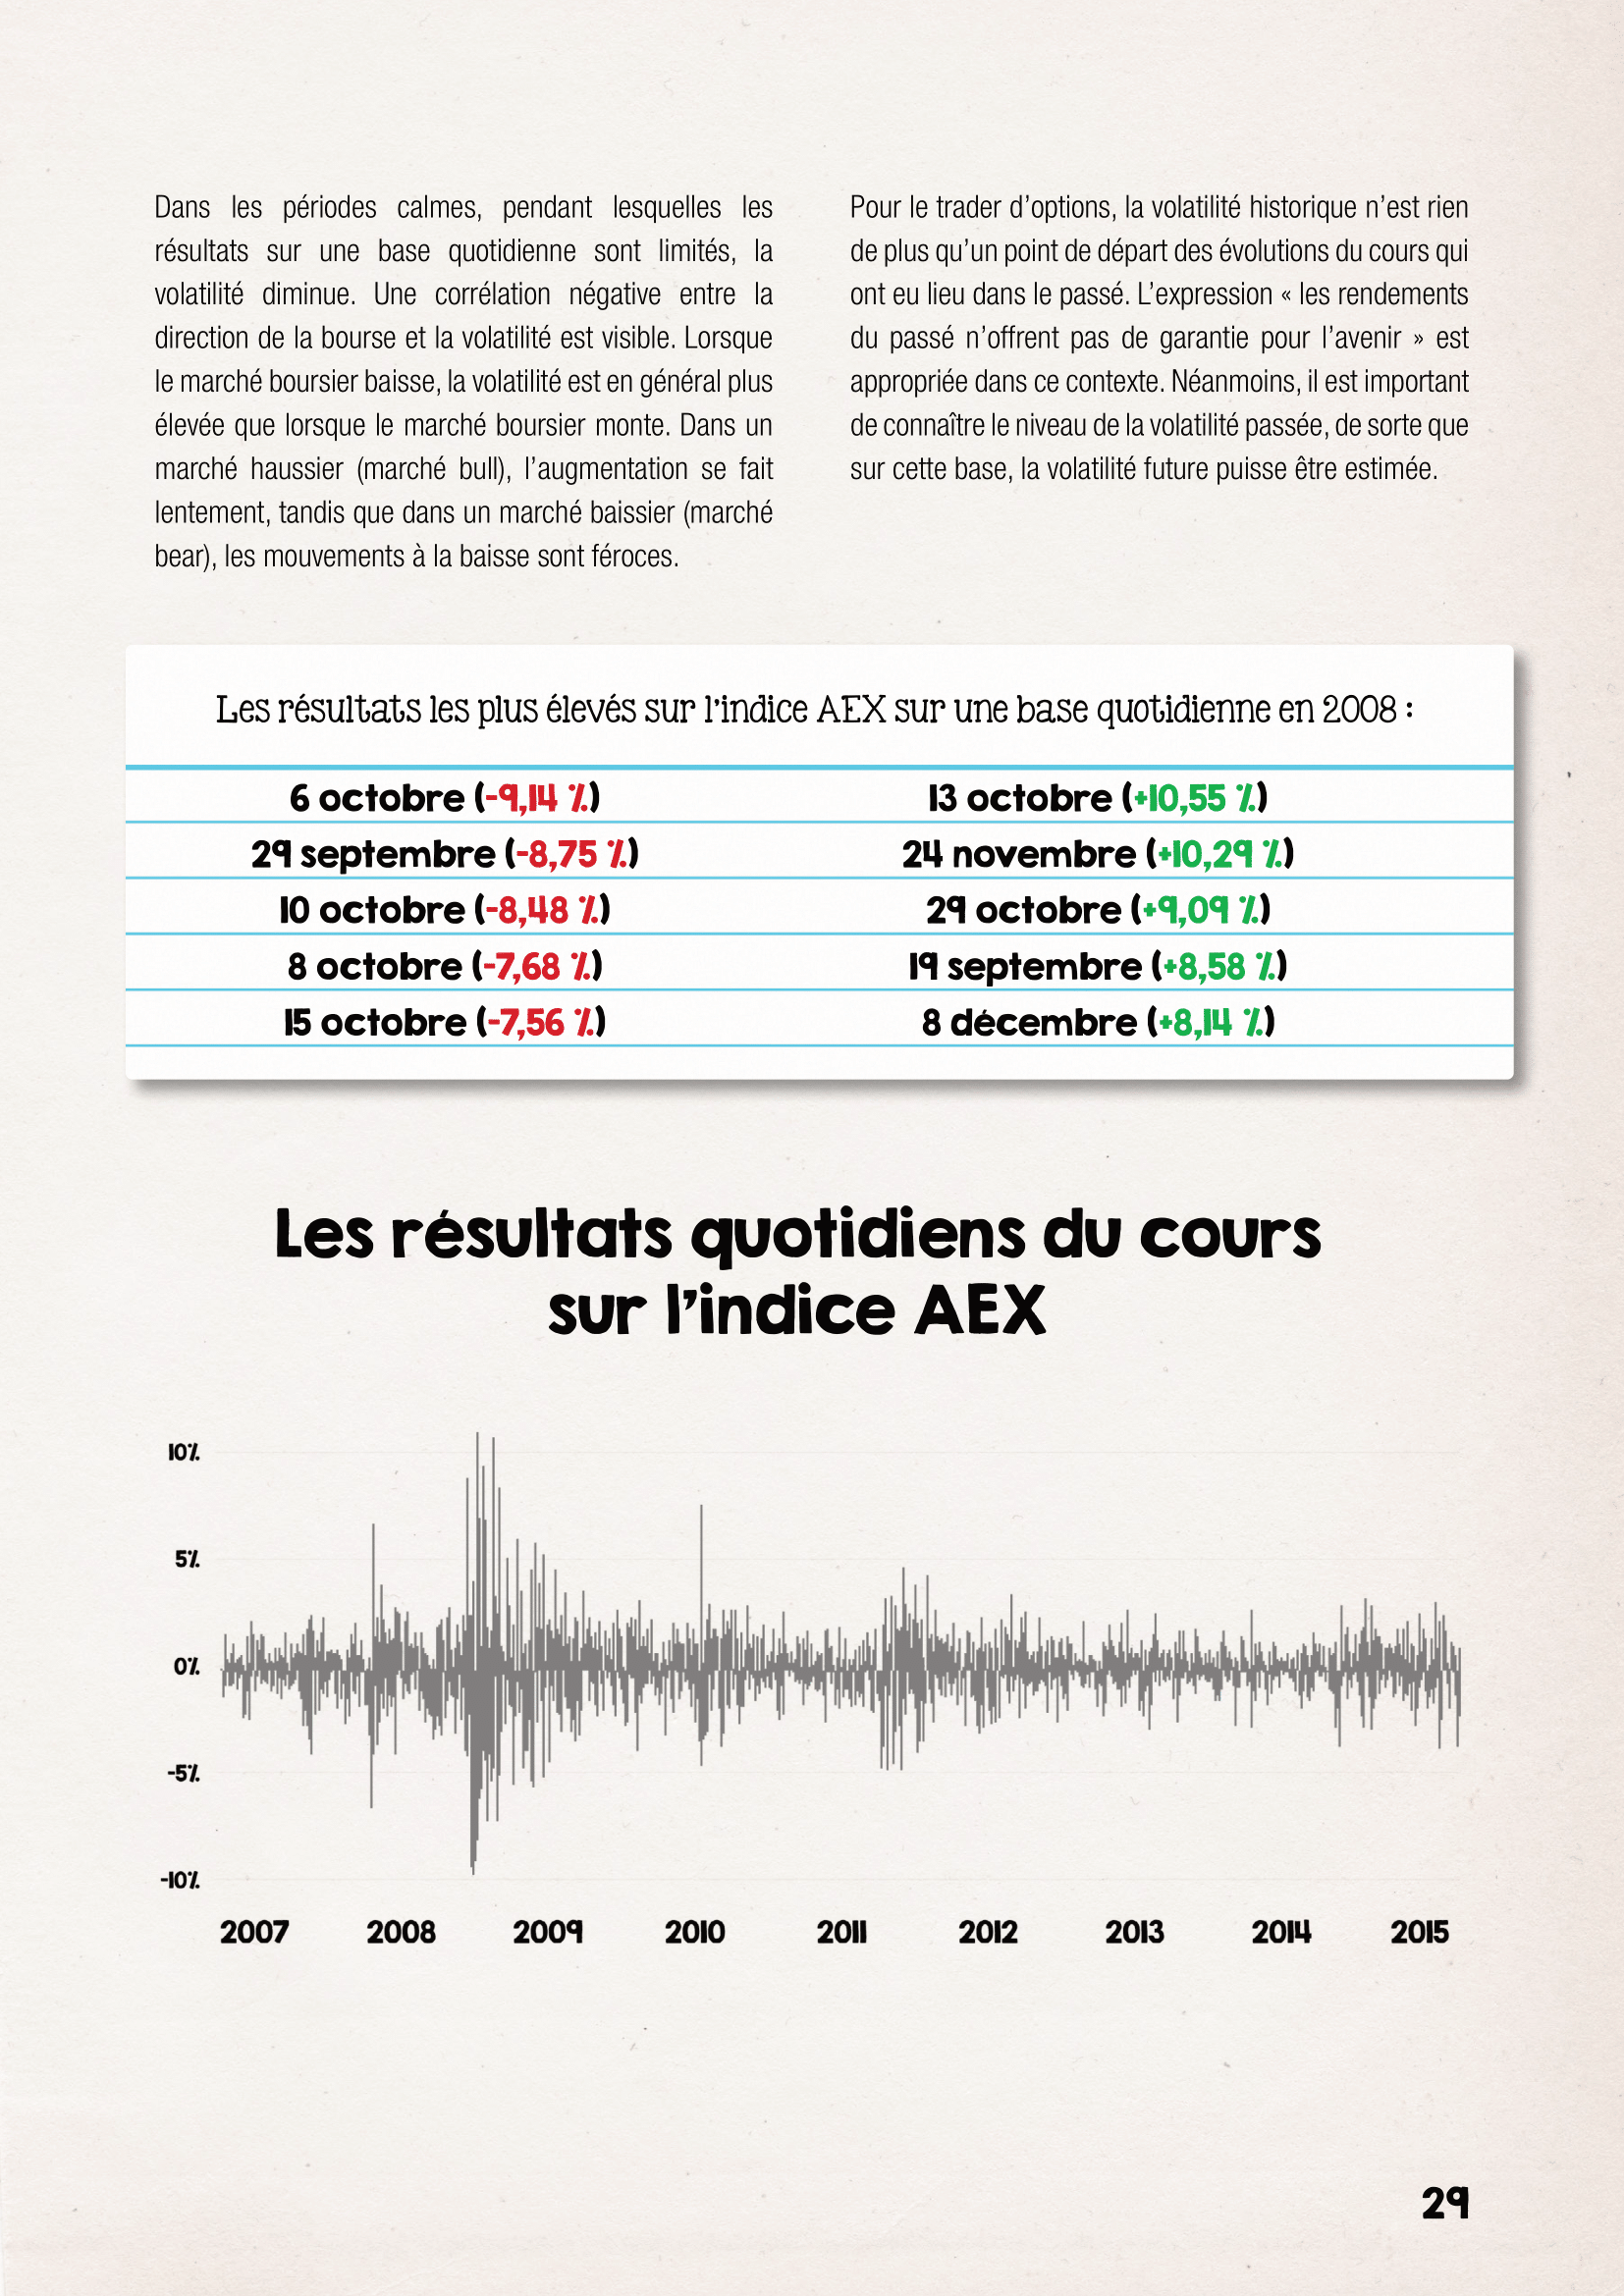 Dans les périodes calmes, pendant lesquelles les
résultats sur une base quotidienne sont limités, la
volatilité diminue. Une corrélation négative entre la
direction de la bourse et la volatilité est visible. Lorsque
le marché boursier baisse, la volatilité est en général plus
élevée que lorsque le marché boursier monte. Dans un
marché haussier (marché bull), l’augmentation se fait
lentement, tandis que dans un marché baissier (marché
bear), les mouvements à la baisse sont féroces.
Pour le trader d’options, la volatilité historique n’est rien
de plus qu’un point de départ des évolutions du cours qui
ont eu lieu dans le passé. L’expression « les rendements
du passé n’offrent pas de garantie pour l’avenir » est
appropriée dans ce contexte. Néanmoins, il est important
de connaître le niveau de la volatilité passée, de sorte que
sur cette base, la volatilité future puisse être estimée.
Les résultats les plus élevés sur l’indice AEX sur une base quotidienne en 2008 :
6 octobre (-9,14 %) 13 octobre (+10,55 %)
29 septembre (-8,75 %) 24 novembre (+10,29 %)
10 octobre (-8,48 %) 29 octobre (+9,09 %)
8 octobre (-7,68 %) 19 septembre (+8,58 %)
15 octobre (-7,56 %) 8 décembre (+8,14 %)
Les résultats quotidiens du cours
sur l’indice AEX
10%
5%
0%
-5%
-10%
2007 2008 2009 2010 2011 2012 2013 2014 2015
29